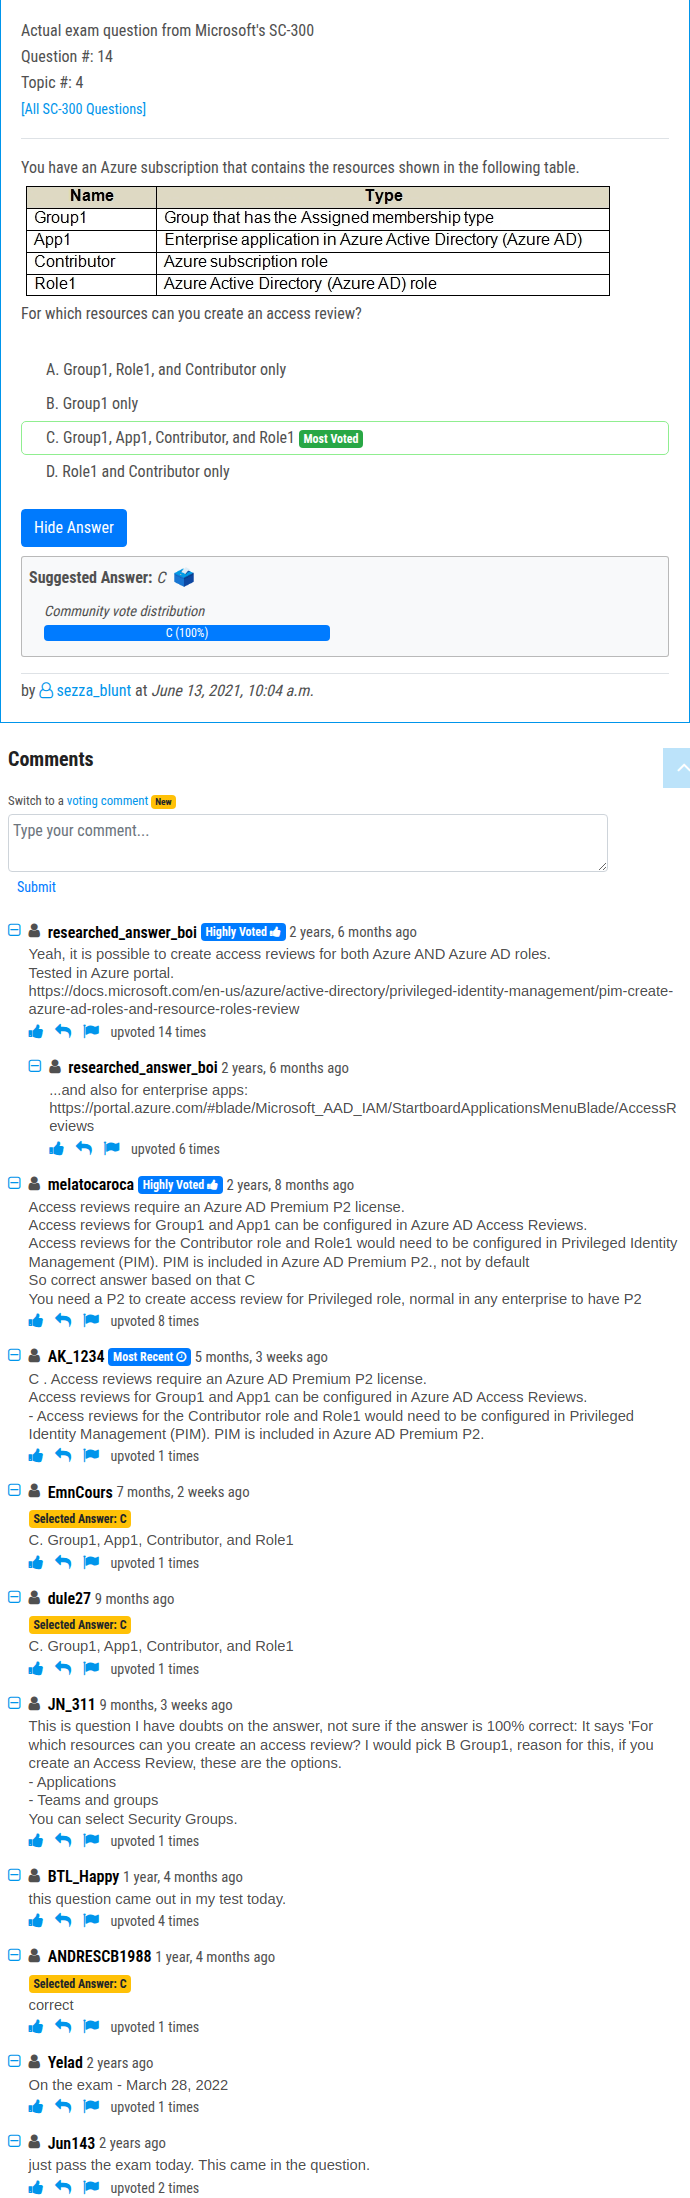 Actual exam question from Microsoft's SC-300
Question #: 14
Topic #: 4
[All SC-300 Questions]
You have an Azure subscription that contains the resources shown in the following table.
Name Type
Group1 Group that has the Assigned membership type
App1 Enterprise application in Azure Active Directory (Azure AD)
Contributor Azure subscription role
Role1 Azure Active Directory (Azure AD) role
For which resources can you create an access review?
A. Group1, Role1, and Contributor only
B. Group1 only
C. Group1, App1, Contributor, and Role1 Most Voted
D. Role1 and Contributor only
Hide Answer
Suggested Answer: C
Community vote distribution
C (100%)
by sezza_blunt at June 13, 2021, 10:04 a.m.
Comments
Switch to a voting comment New
Type your comment...
Submit
researched_answer_boi Highly Voted 2 years, 6 months ago
Yeah, it is possible to create access reviews for both Azure AND Azure AD roles.
Tested in Azure portal.
https://docs.microsoft.com/en-us/azure/active-directory/privileged-identity-management/pim-create-
azure-ad-roles-and-resource-roles-review
upvoted 14 times
researched_answer_boi 2 years, 6 months ago
...and also for enterprise apps:
https://portal.azure.com/#blade/Microsoft_AAD_IAM/StartboardApplicationsMenuBlade/AccessR
eviews
upvoted 6 times
melatocaroca Highly Voted 2 years, 8 months ago
Access reviews require an Azure AD Premium P2 license.
Access reviews for Group1 and App1 can be configured in Azure AD Access Reviews.
Access reviews for the Contributor role and Role1 would need to be configured in Privileged Identity
Management (PIM). PIM is included in Azure AD Premium P2., not by default
So correct answer based on that C
You need a P2 to create access review for Privileged role, normal in any enterprise to have P2
upvoted 8 times
AK_1234 Most Recent 5 months, 3 weeks ago
C . Access reviews require an Azure AD Premium P2 license.
Access reviews for Group1 and App1 can be configured in Azure AD Access Reviews.
- Access reviews for the Contributor role and Role1 would need to be configured in Privileged
Identity Management (PIM). PIM is included in Azure AD Premium P2.
upvoted 1 times
EmnCours 7 months, 2 weeks ago
Selected Answer: C
C. Group1, App1, Contributor, and Role1
upvoted 1 times
dule27 9 months ago
Selected Answer: C
C. Group1, App1, Contributor, and Role1
upvoted 1 times
JN_311 9 months, 3 weeks ago
This is question I have doubts on the answer, not sure if the answer is 100% correct: It says 'For
which resources can you create an access review? I would pick B Group1, reason for this, if you
create an Access Review, these are the options.
- Applications
- Teams and groups
You can select Security Groups.
upvoted 1 times
BTL_Happy 1 year, 4 months ago
this question came out in my test today.
upvoted 4 times
ANDRESCB1988 1 year, 4 months ago
Selected Answer: C
correct
upvoted 1 times
Yelad 2 years ago
On the exam - March 28, 2022
upvoted 1 times
Jun143 2 years ago
just pass the exam today. This came in the question.
upvoted 2 times